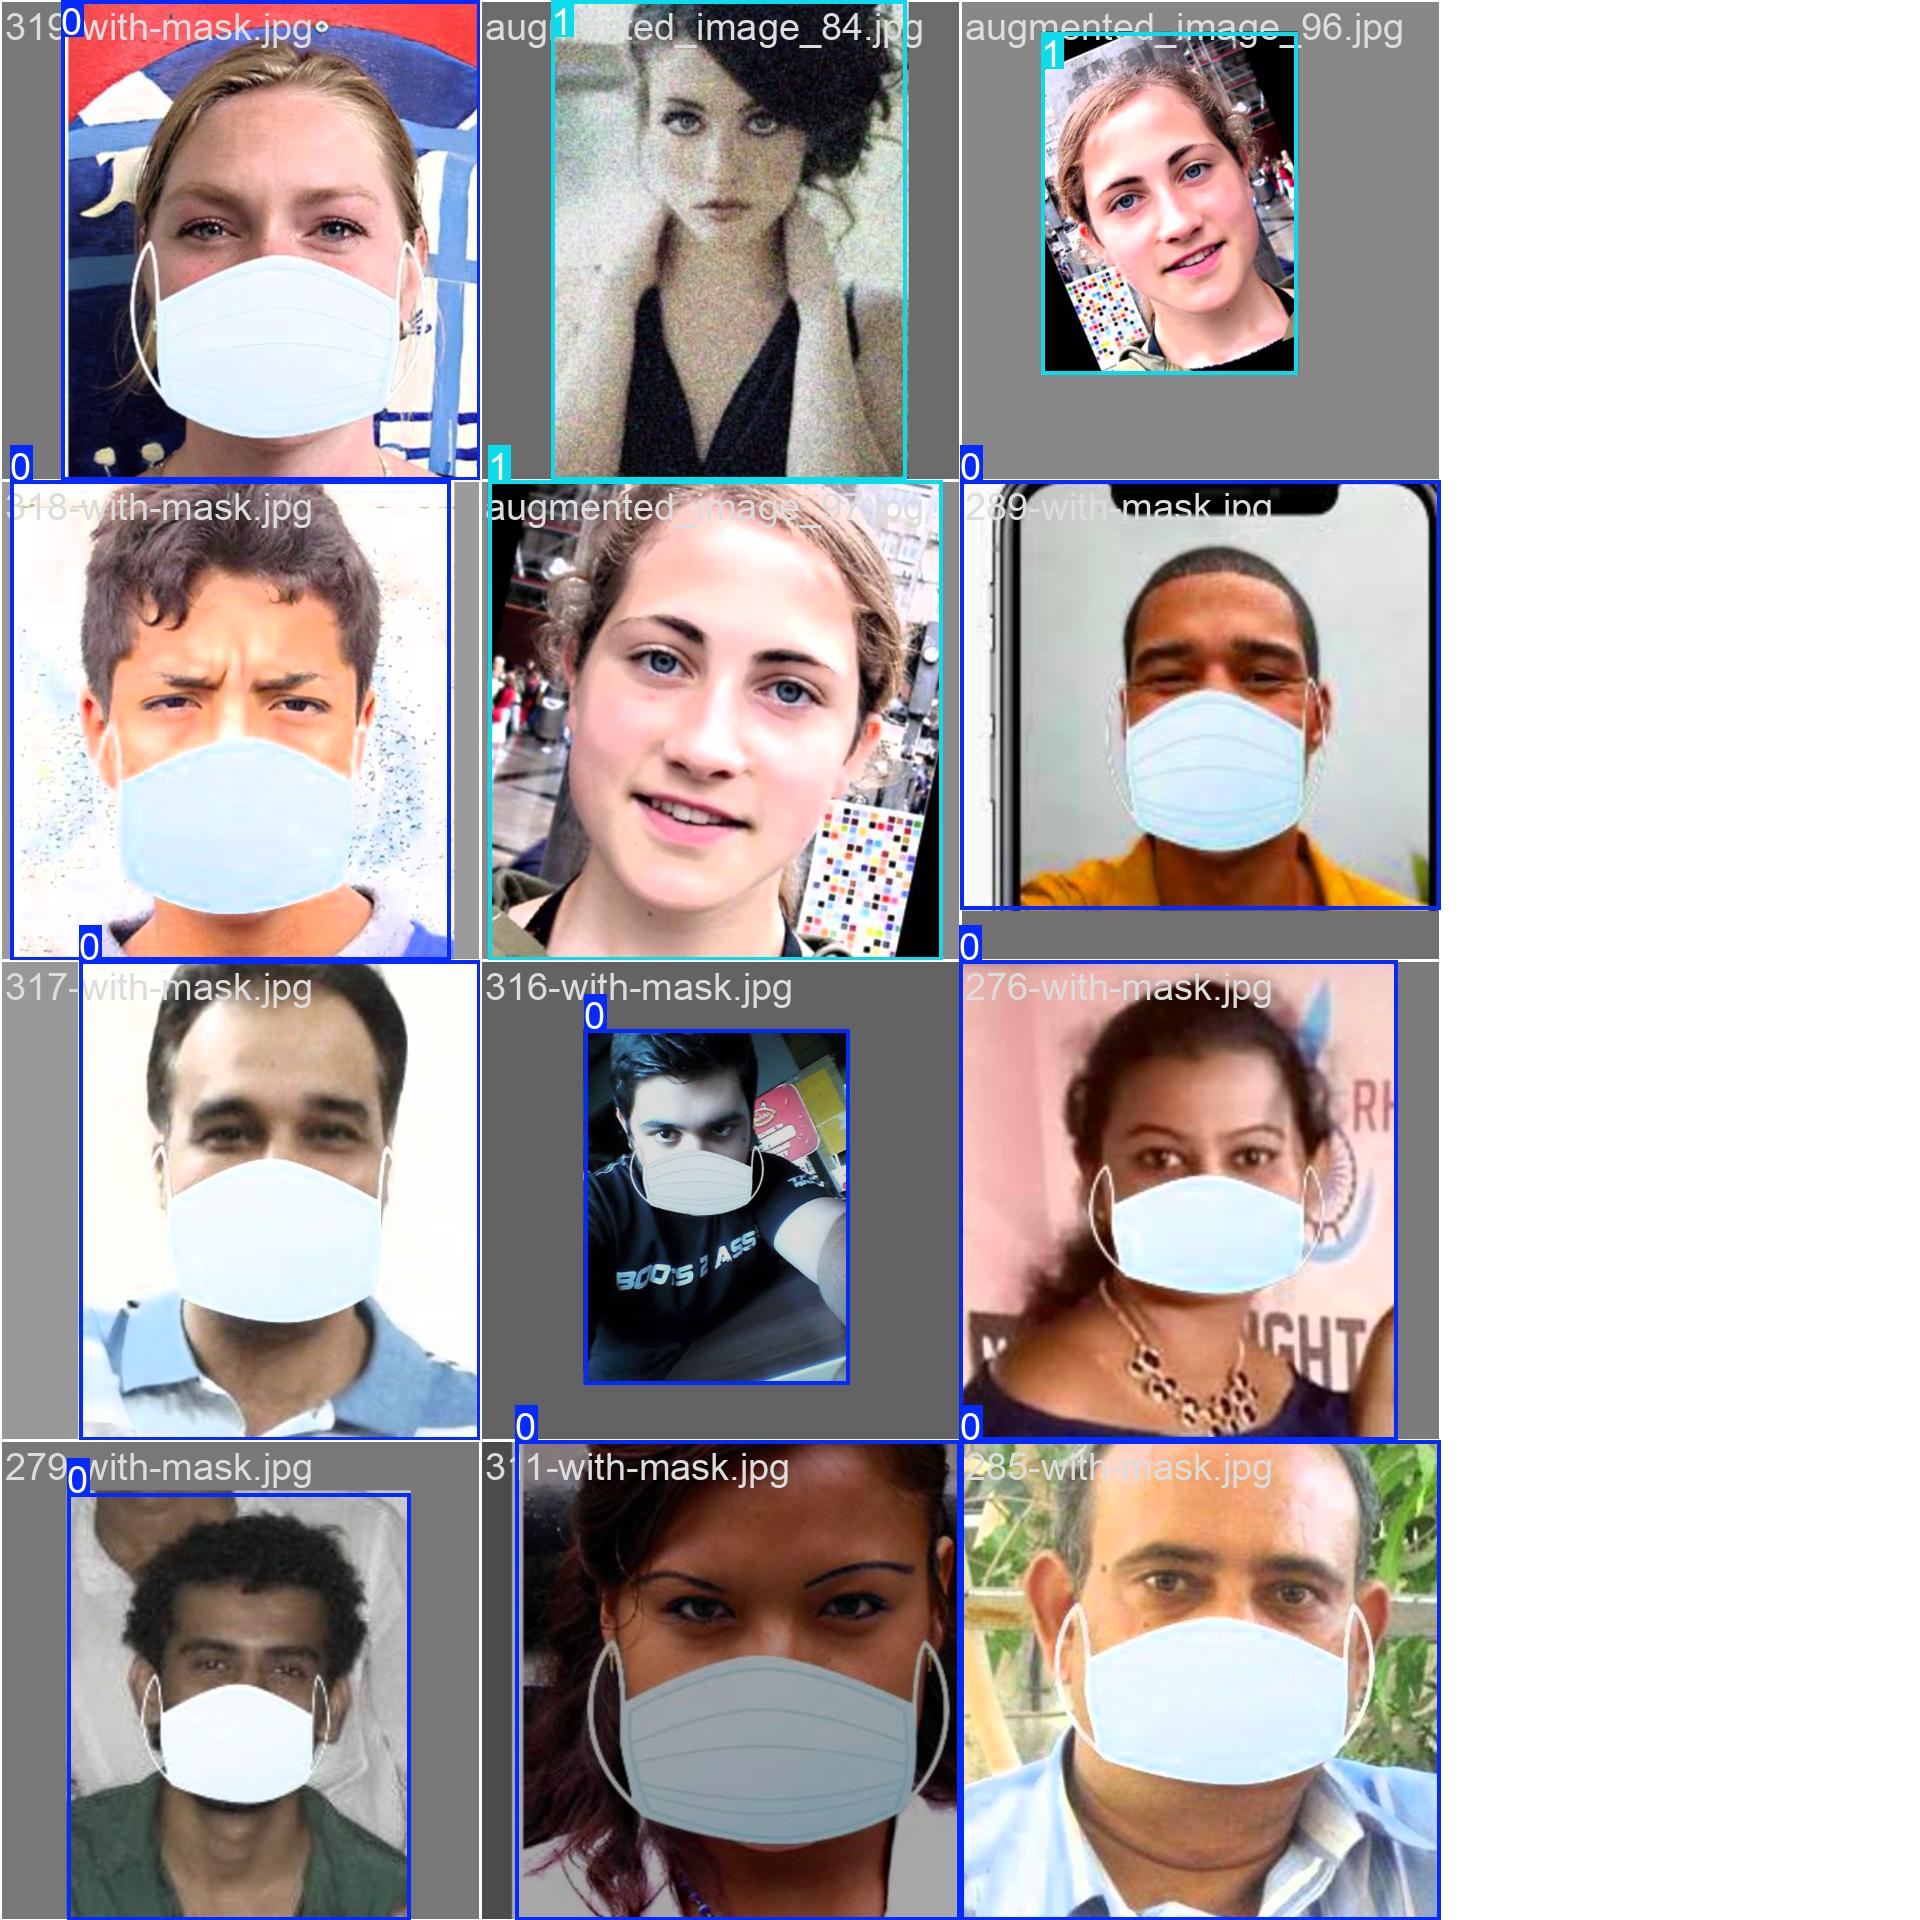 319-with-mask.jpg
0
augmented_image_84.jpg
1
augmented_image_96.jpg
1
0
318-with-mask.jpg
1
augmented_image_97.jpg
0
289-with-mask.jpg
0
317-with-mask.jpg
316-with-mask.jpg
0
BOOTS 2 ASS
0
276-with-mask.jpg
RH
IGHT
279-with-mask.jpg
0
0
311-with-mask.jpg
0
285-with-mask.jpg